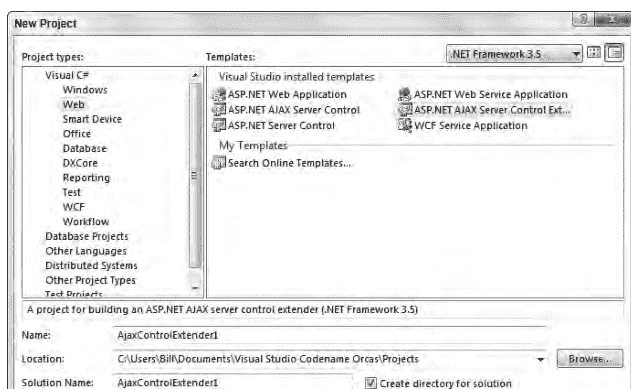 New Project
Project types:
Templates:
.NET Framework 3.5
Visual C#
Windows
Web
Smart Device
Office
Database
DXCore
Reporting
Test
WCF
Workflow
Database Projects
Other Languages
Distributed Systems
Other Project Types
Test Projects
Visual Studio installed templates
ASP.NET Web Application
ASP.NET Web Service Application
ASP.NET AJAX Server Control
ASP.NET AJAX Server Control Ext...
ASP.NET Server Control
WCF Service Application
My Templates
Search Online Templates...
A project for building an ASP.NET AJAX server control extender (.NET Framework 3.5)
Name: AjaxControlExtender1
Location: C:\Users\Bill\Documents\Visual Studio Codename Orcas\Projects
Browse...
Solution Name: AjaxControlExtender1
Create directory for solution